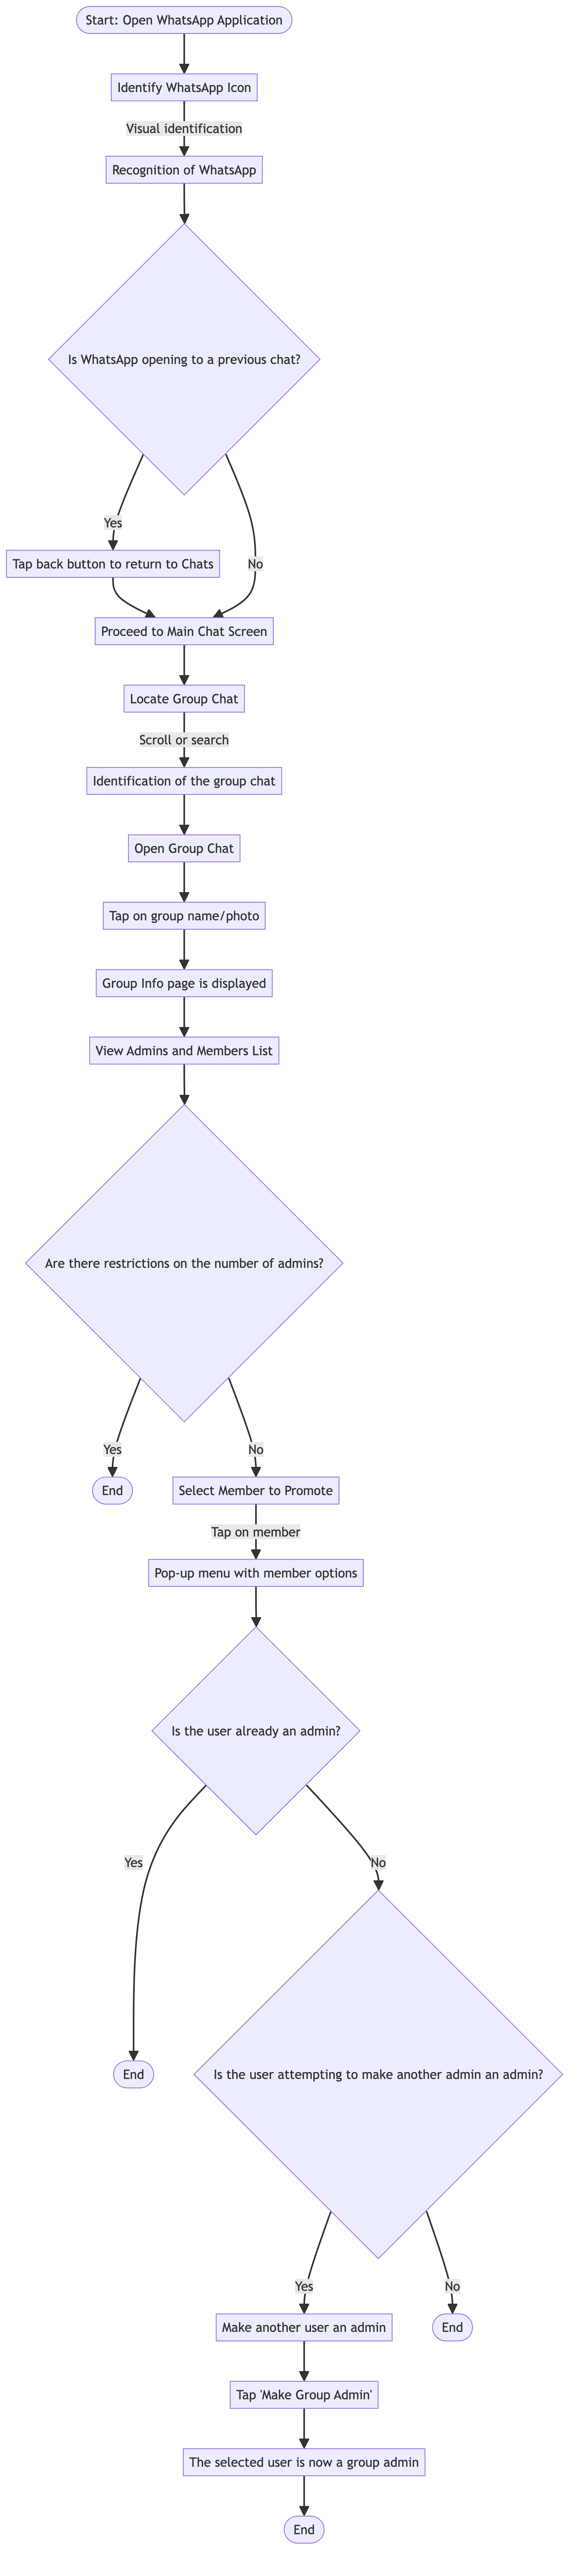 Start: Open WhatsApp Application
Identify WhatsApp Icon
Visual identification
Recognition of WhatsApp
Is WhatsApp opening to a previous chat?
Yes
Tap back button to return to Chats
No
Proceed to Main Chat Screen
Locate Group Chat
Scroll or search
Identification of the group chat
Open Group Chat
Tap on group name/photo
Group Info page is displayed
View Admins and Members List
Are there restrictions on the number of admins?
Yes
No
End
Select Member to Promote
Tap on member
Pop-up menu with member options
Is the user already an admin?
Yes
No
End
Is the user attempting to make another admin an admin?
Yes
No
Make another user an admin
End
Tap 'Make Group Admin'
The selected user is now a group admin
End